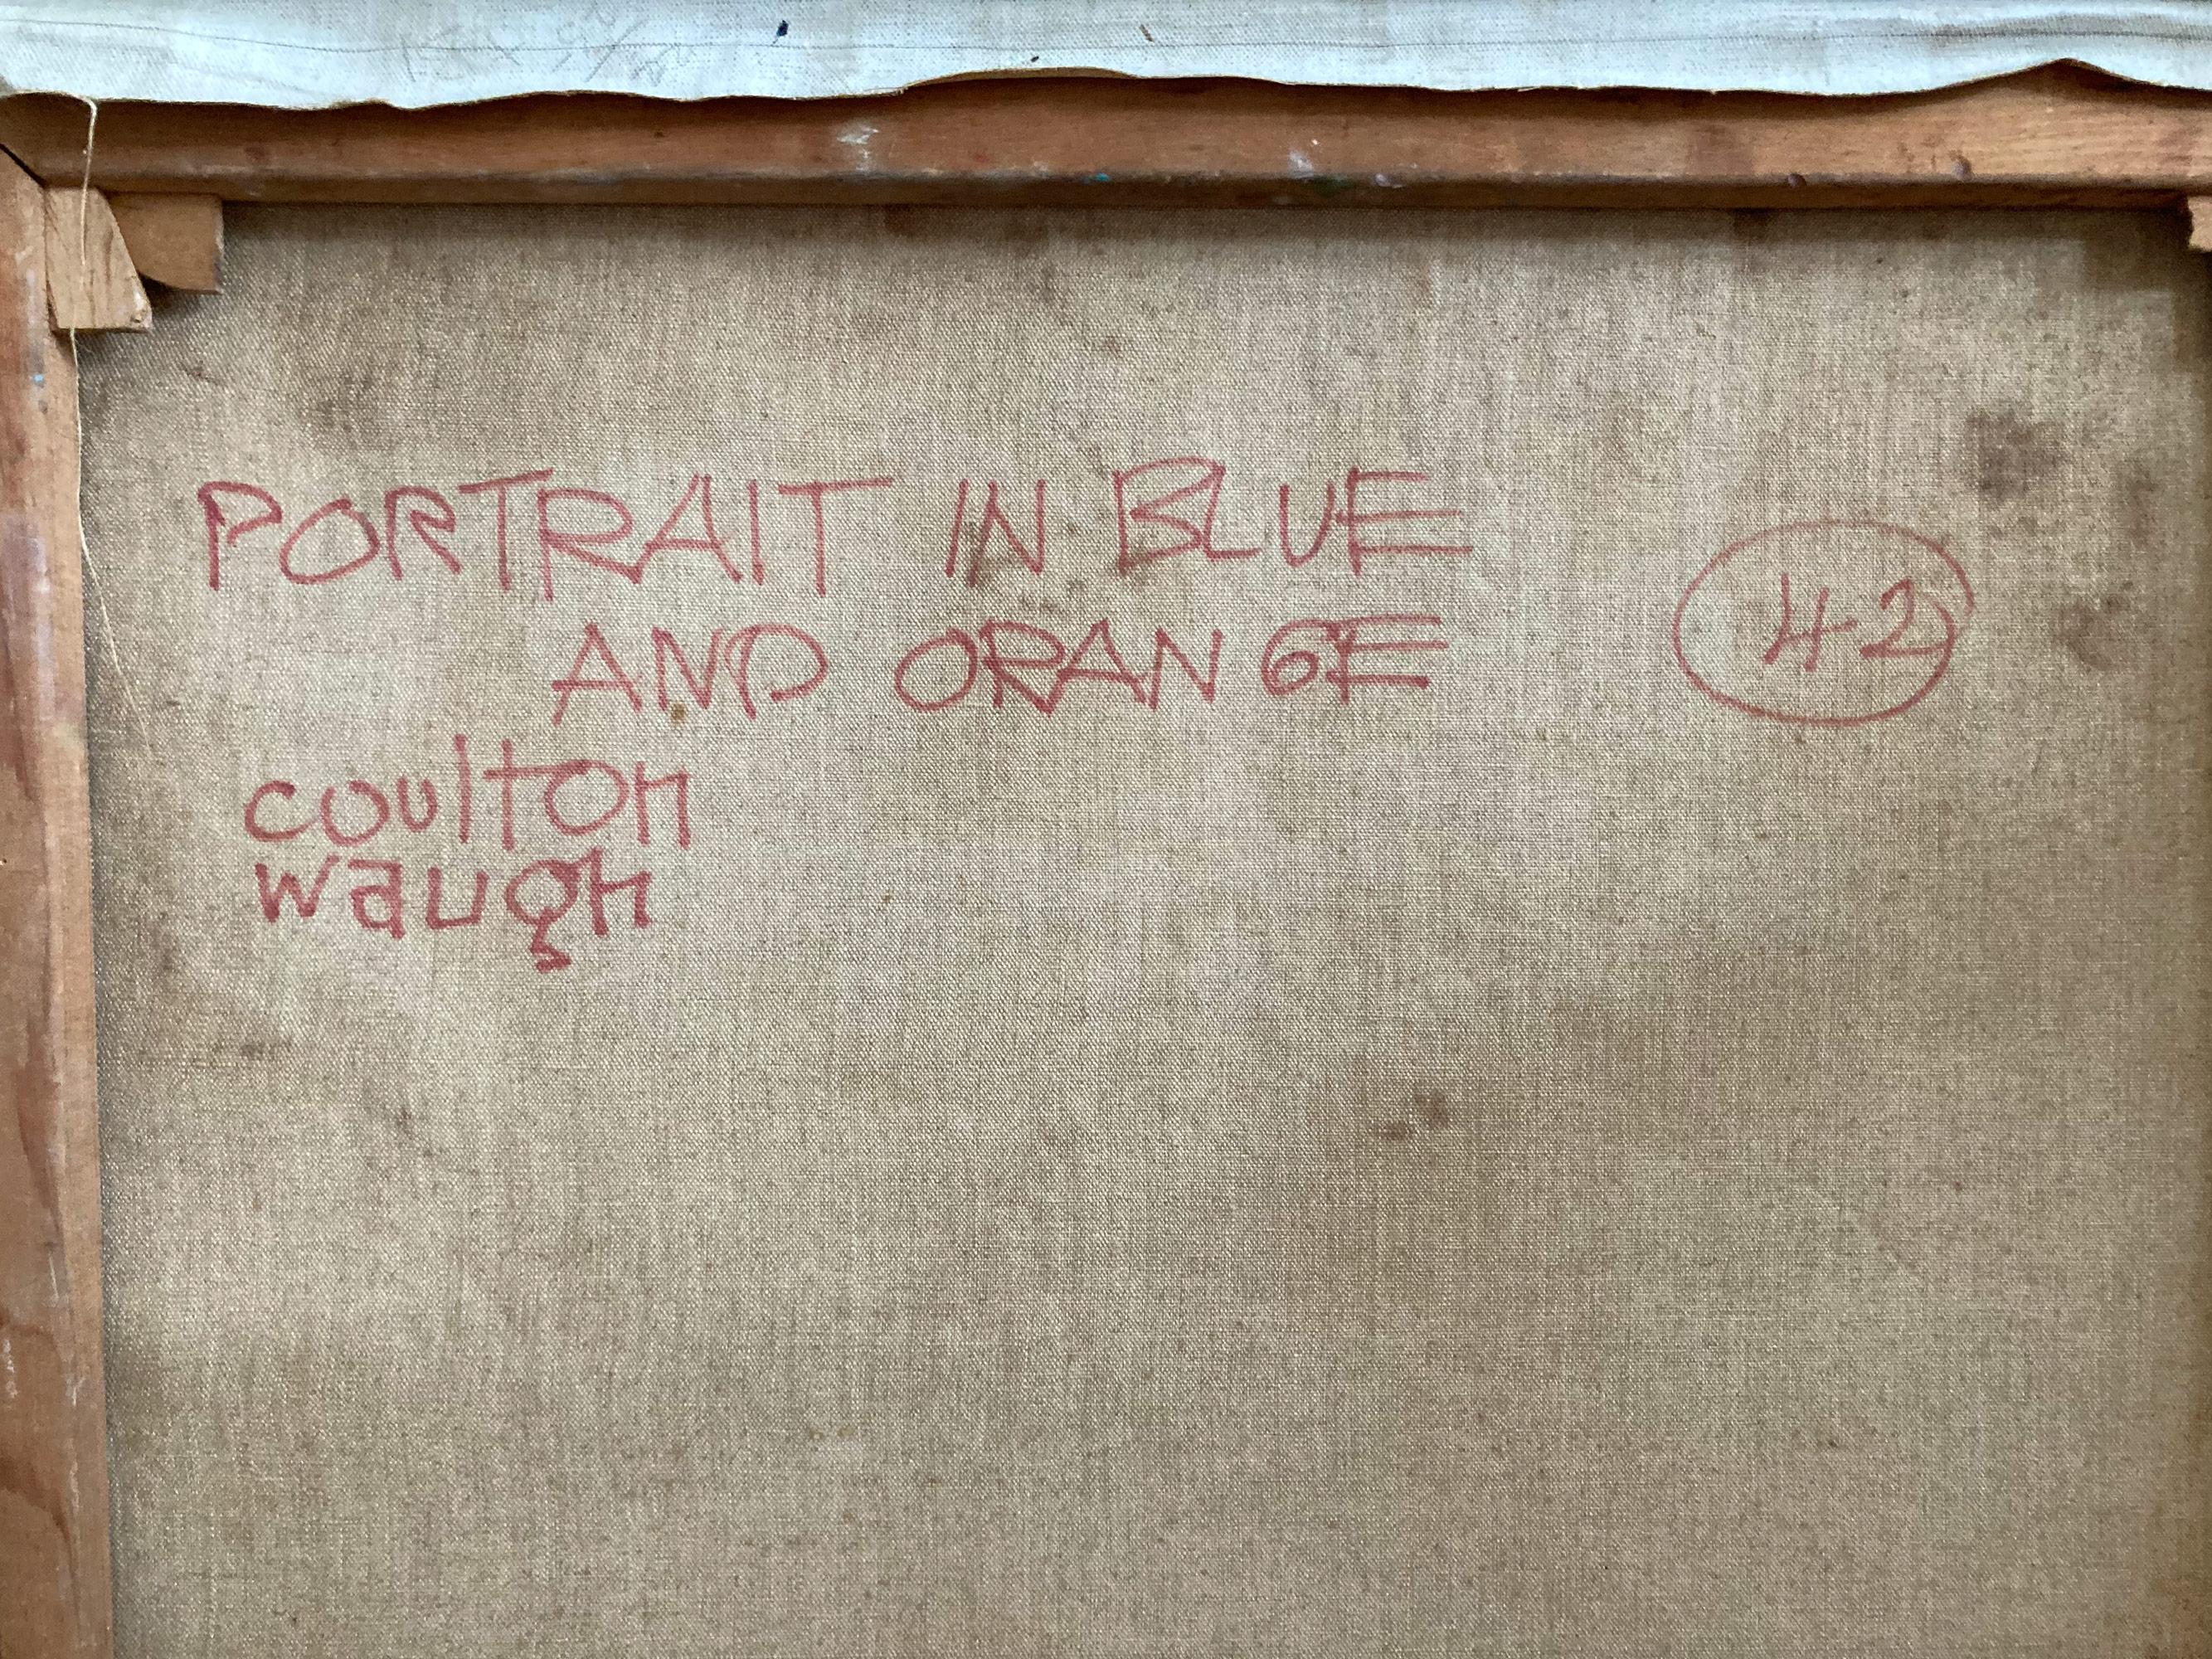 PORTRAIT IN BLUE
AND ORANGE
42
coulton
waugh